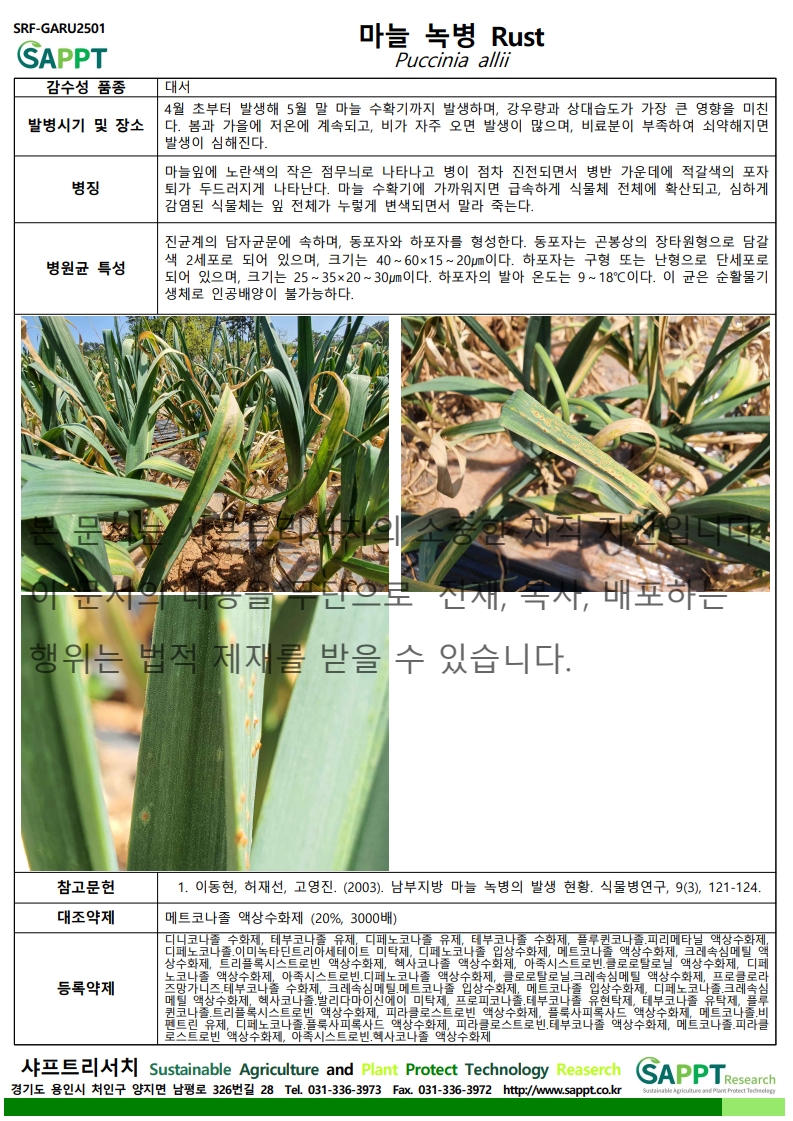 SRF-GARU2501
SAPPT
마늘 녹병 Rust
Puccinia allii
감수성 품종
대서
발병시기 및 장소
4월 초부터 발생해 5월 말 마늘 수확기까지 발생하며, 강우량과 상대습도가 가장 큰 영향을 미친
다. 봄과 가을에 저온에 계속되고, 비가 자주 오면 발생이 많으며, 비료분이 부족하여 쇠약해지면
발생이 심해진다.
병징
마늘잎에 노란색의 작은 점무늬로 나타나고 병이 점차 진전되면서 병반 가운데에 적갈색의 포자
퇴가 두드러지게 나타난다. 마늘 수확기에 가까워지면 급속하게 식물체 전체에 확산되고, 심하게
감염된 식물체는 잎 전체가 누렇게 변색되면서 말라 죽는다.
병원균 특성
진균계의 담자균문에 속하며, 동포자와 하포자를 형성한다. 동포자는 곤봉상의 장타원형으로 담갈
색 2세포로 되어 있으며, 크기는 40~60×15~20㎛이다. 하포자는 구형 또는 난형으로 단세포로
되어 있으며, 크기는 25~35×20~30㎛이다. 하포자의 발아 온도는 9~18℃이다. 이 균은 순활물기
생체로 인공배양이 불가능하다.
본 문서는 샤프트리서치의 소중한 지적 자산입니다.
이 문서의 내용을 무단으로 전재, 복사, 배포하는
행위는 법적 제재를 받을 수 있습니다.
참고문헌
1. 이동현, 허재선, 고영진. (2003). 남부지방 마늘 녹병의 발생 현황. 식물병연구, 9(3), 121-124.
대조약제
메트코나졸 액상수화제 (20%, 3000배)
등록약제
디니코나졸 수화제, 테부코나졸 유제, 디페노코나졸 유제, 테부코나졸 수화제, 플루퀸코나졸.피리메타닐 액상수화제,
디페노코나졸.이미녹타딘트리아세테이트 미탁제, 디페노코나졸 입상수화제, 메트코나졸 액상수화제, 크레속심메틸 액
상수화제, 트리플록시스트로빈 액상수화제, 헥사코나졸 액상수화제, 아족시스트로빈.클로로탈로닐 액상수화제, 디페
노코나졸 액상수화제, 아족시스트로빈.디페노코나졸 액상수화제, 클로로탈로닐.크레속심메틸 액상수화제, 프로클로라
즈망가니즈.테부코나졸 수화제, 크레속심메틸.메트코나졸 입상수화제, 메트코나졸 입상수화제, 디페노코나졸.크레속심
메틸 액상수화제, 헥사코나졸.발리다마이신에이 미탁제, 프로피코나졸.테부코나졸 유현탁제, 테부코나졸 유탁제, 플루
퀸코나졸.트리플록시스트로빈 액상수화제, 피라클로스트로빈 액상수화제, 플룩사피록사드 액상수화제, 메트코나졸.비
펜트린 유제, 디페노코나졸.플룩사피록사드 액상수화제, 피라클로스트로빈.테부코나졸 액상수화제, 메트코나졸.피라클
로스트로빈 액상수화제, 아족시스트로빈.헥사코나졸 액상수화제
샤프트리서치 Sustainable Agriculture and Plant Protect Technology Reaserch
경기도 용인시 처인구 양지면 남평로 326번길 28 Tel. 031-336-3973 Fax. 031-336-3972 http://www.sappt.co.kr
SAPPT Research
Sustainable Agriculture and Plant Protect Technology